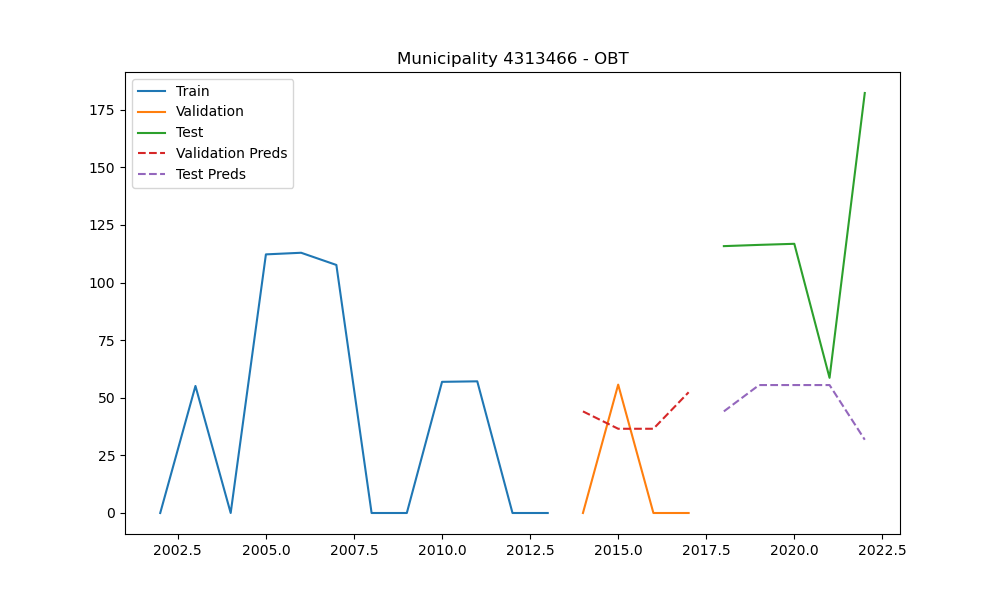 Municipality 4313466 - OBT
Train
Validation
Test
Validation Preds
Test Preds
175
150
125
100
75
50
25
0
2002.5 2005.0 2007.5 2010.0 2012.5 2015.0 2017.5 2020.0 2022.5